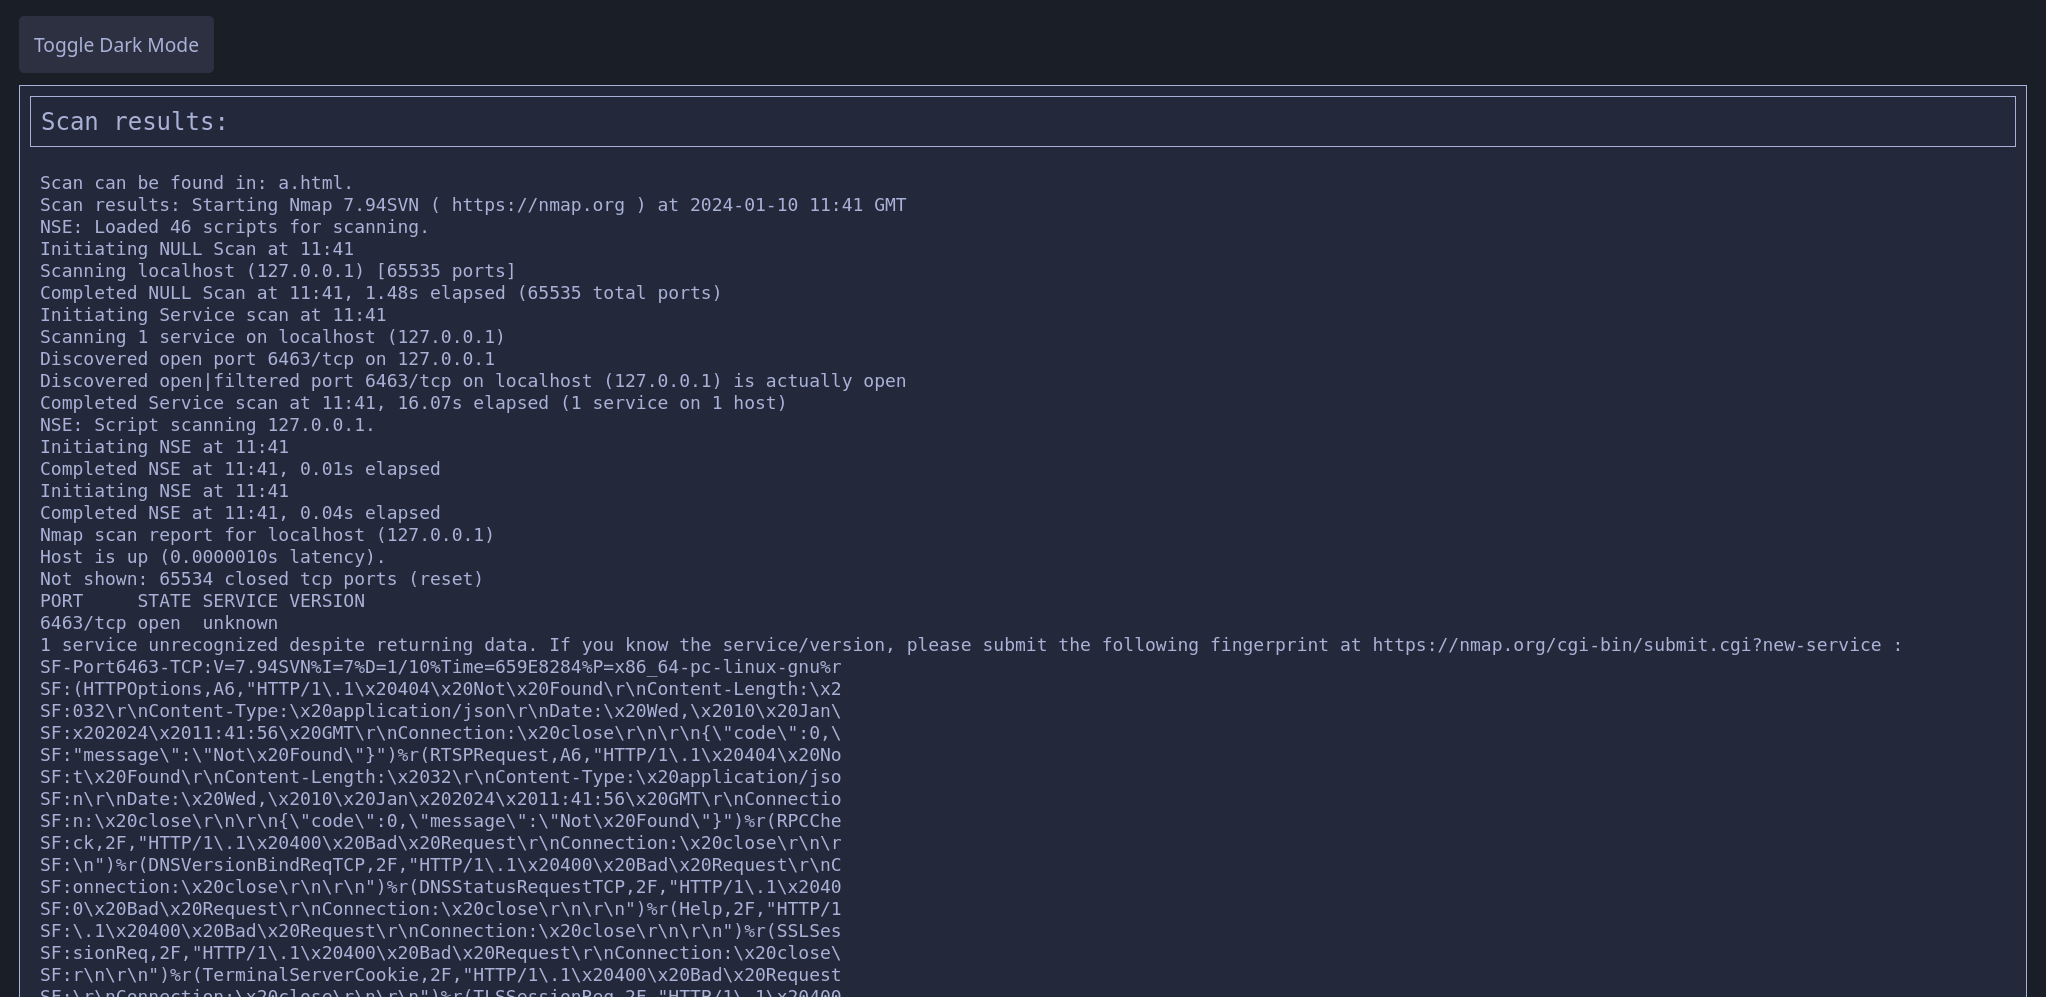 Toggle Dark Mode
Scan results:
Scan can be found in: a.html.
Scan results: Starting Nmap 7.94SVN ( https://nmap.org ) at 2024-01-10 11:41 GMT
NSE: Loaded 46 scripts for scanning.
Initiating NULL Scan at 11:41
Scanning localhost (127.0.0.1) [65535 ports]
Completed NULL Scan at 11:41, 1.48s elapsed (65535 total ports)
Initiating Service scan at 11:41
Scanning 1 service on localhost (127.0.0.1)
Discovered open port 6463/tcp on 127.0.0.1
Discovered open|filtered port 6463/tcp on localhost (127.0.0.1) is actually open
Completed Service scan at 11:41, 16.07s elapsed (1 service on 1 host)
NSE: Script scanning 127.0.0.1.
Initiating NSE at 11:41
Completed NSE at 11:41, 0.01s elapsed
Initiating NSE at 11:41
Completed NSE at 11:41, 0.04s elapsed
Nmap scan report for localhost (127.0.0.1)
Host is up (0.0000010s latency).
Not shown: 65534 closed tcp ports (reset)
PORT     STATE SERVICE VERSION
6463/tcp open  unknown
1 service unrecognized despite returning data. If you know the service/version, please submit the following fingerprint at https://nmap.org/cgi-bin/submit.cgi?new-service :
SF-Port6463-TCP:V=7.94SVN%I=7%D=1/10%Time=659E8284%P=x86_64-pc-linux-gnu%r
SF:(HTTPOptions,A6,"HTTP/1\.1\x20404\x20Not\x20Found\r\nContent-Length:\x2
SF:032\r\nContent-Type:\x20application/json\r\nDate:\x20Wed,\x2010\x20Jan\
SF:x202024\x2011:41:56\x20GMT\r\nConnection:\x20close\r\n\r\n{\"code\":0,\
SF:"message\":\"Not\x20Found\"}")%r(RTSPRequest,A6,"HTTP/1\.1\x20404\x20No
SF:t\x20Found\r\nContent-Length:\x2032\r\nContent-Type:\x20application/jso
SF:n\r\nDate:\x20Wed,\x2010\x20Jan\x202024\x2011:41:56\x20GMT\r\nConnectio
SF:n:\x20close\r\n\r\n{\"code\":0,\"message\":\"Not\x20Found\"}")%r(RPCChe
SF:ck,2F,"HTTP/1\.1\x20400\x20Bad\x20Request\r\nConnection:\x20close\r\n\r
SF:\n")%r(DNSVersionBindReqTCP,2F,"HTTP/1\.1\x20400\x20Bad\x20Request\r\nC
SF:onnection:\x20close\r\n\r\n")%r(DNSStatusRequestTCP,2F,"HTTP/1\.1\x2040
SF:0\x20Bad\x20Request\r\nConnection:\x20close\r\n\r\n")%r(Help,2F,"HTTP/1
SF:\.1\x20400\x20Bad\x20Request\r\nConnection:\x20close\r\n\r\n")%r(SSLSes
SF:sionReq,2F,"HTTP/1\.1\x20400\x20Bad\x20Request\r\nConnection:\x20close\
SF:r\n\r\n")%r(TerminalServerCookie,2F,"HTTP/1\.1\x20400\x20Bad\x20Request
SF:\r\nConnection:\x20close\r\n\r\n")%r(TLSSessionReq,2F,"HTTP/1\.1\x20400